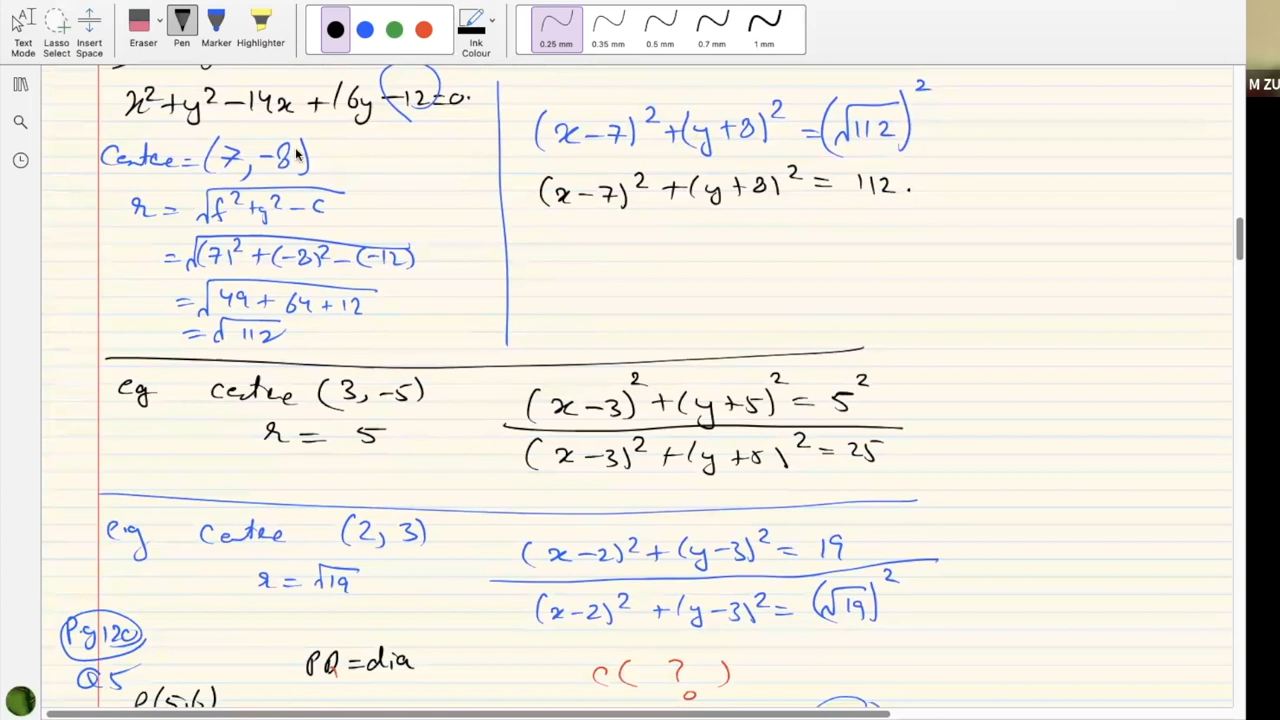 Text Mode
Lasso Select
Insert Space
Eraser
Pen
Marker
Highlighter
Ink Colour
0.25 mm
0.35 mm
0.5 mm
0.7 mm
1 mm
M ZU
x²+y²-14x+16y-12=0.
Centre=(7,-8)
r = √f²+g²-c
=√(7)²+(-8)²-(-12)
=√49+64+12
=√112
(x-7)²+(y+8)²=(√112)²
(x-7)²+(y+8)²= 112.
eg centre (3,-5)
r = 5
(x-3)²+(y+5)²= 5²
(x-3)²+(y+5)²=25
eg centre (2, 3)
r=√19
(x-2)²+(y-3)²= 19
(x-2)²+(y-3)²=(√19)²
Pg 120
Q5
PQ=dia
C( ? )
P(5,6)